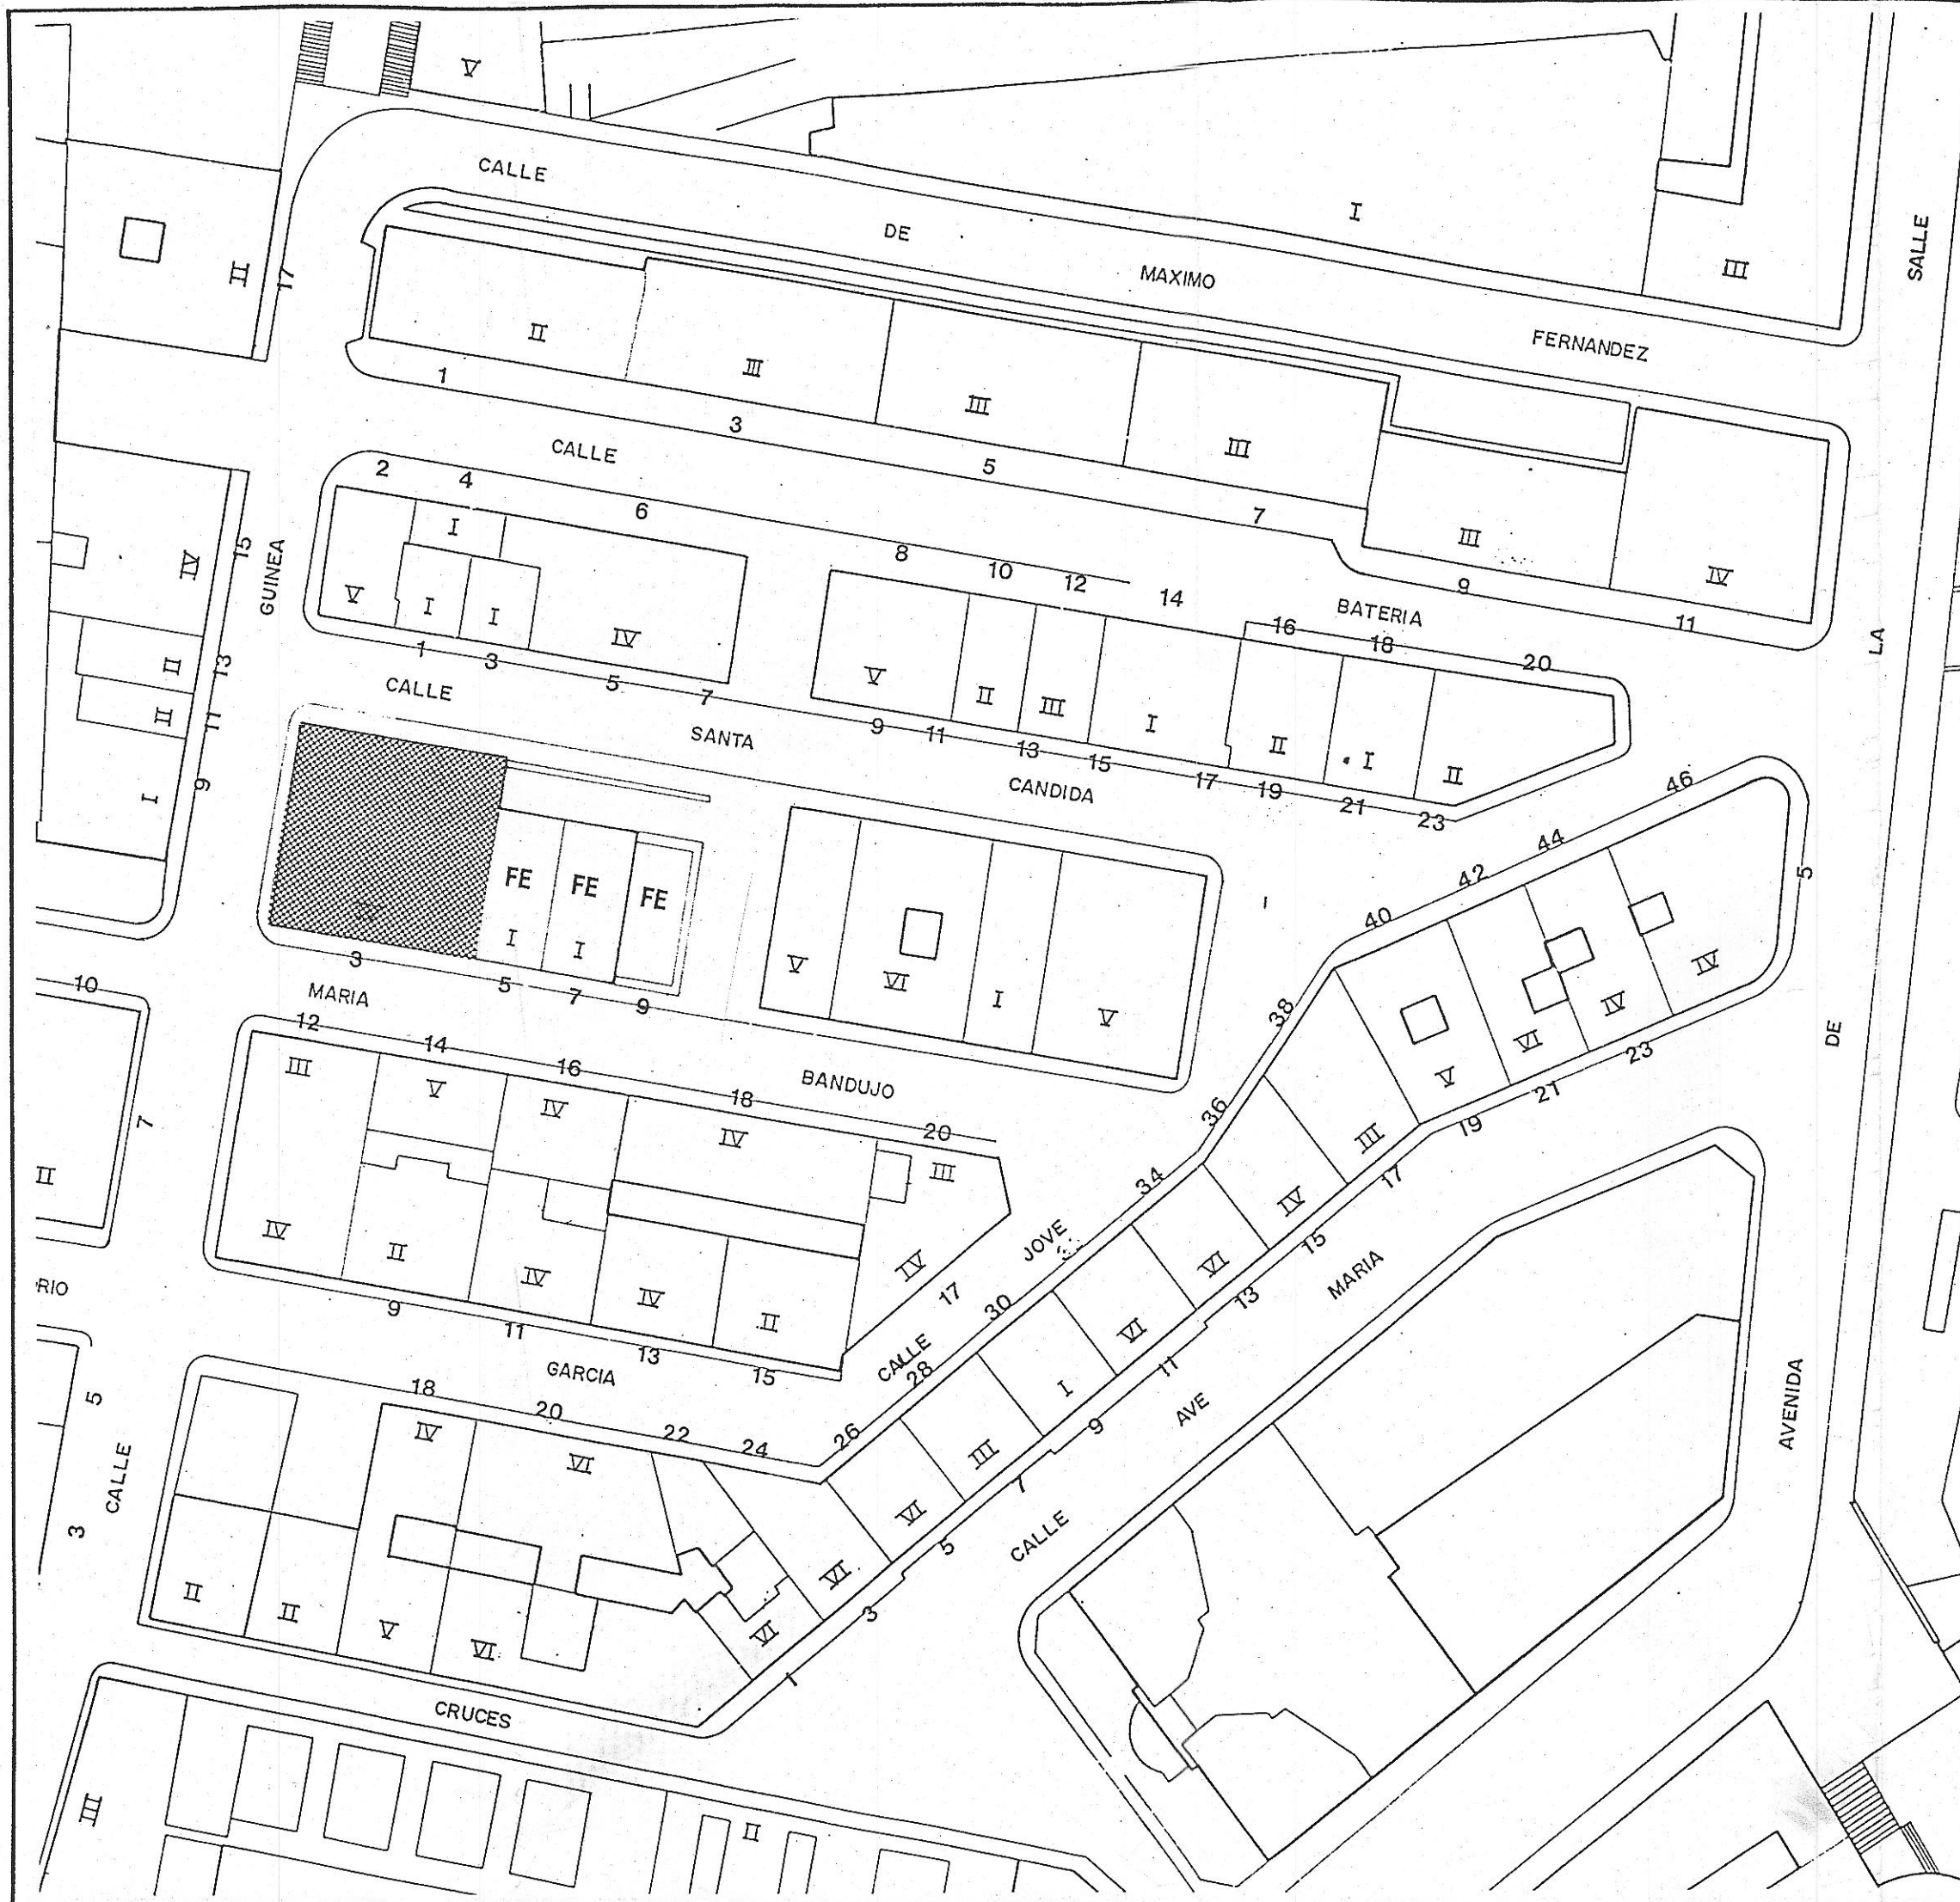 V
CALLE
DE
MAXIMO
FERNANDEZ
I
III
SALLE
II
17
II
III
III
III
III
IV
1
3
5
7
9
11
CALLE
BATERIA
LA
2
4
6
8
10
12
14
16
18
20
I
V
I
I
IV
V
II
III
I
II
I
II
1
3
5
7
9
11
13
15
17
19
21
23
IV
15
GUINEA
II
13
II
11
I
9
CALLE
SANTA
CANDIDA
FE
FE
FE
I
I
V
VI
I
V
3
5
7
9
MARIA
BANDUJO
10
II
7
12
14
16
18
20
III
V
IV
IV
III
IV
II
IV
IV
II
IV
9
11
13
15
17
RIO
GARCIA
CALLE
JOVE
26
28
30
34
36
38
40
42
44
46
5
V
VI
IV
IV
III
IV
VI
VI
I
III
VI
VI
VI
1
3
5
7
9
11
13
15
17
19
21
23
DE
CALLE
AVE
MARIA
AVENIDA
5
CALLE
3
18
20
22
24
IV
VI
II
II
V
VI
CRUCES
III
II